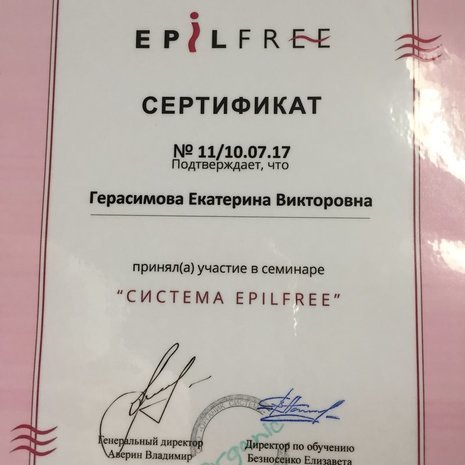 EPiLFREE
СЕРТИФИКАТ
№ 11/10.07.17
Подтверждает, что
Герасимова Екатерина Викторовна
принял(а) участие в семинаре
“СИСТЕМА EPILFREE”
Генеральный директор
Аверин Владимир
Директор по обучению
Безносенко Елизавета
organic